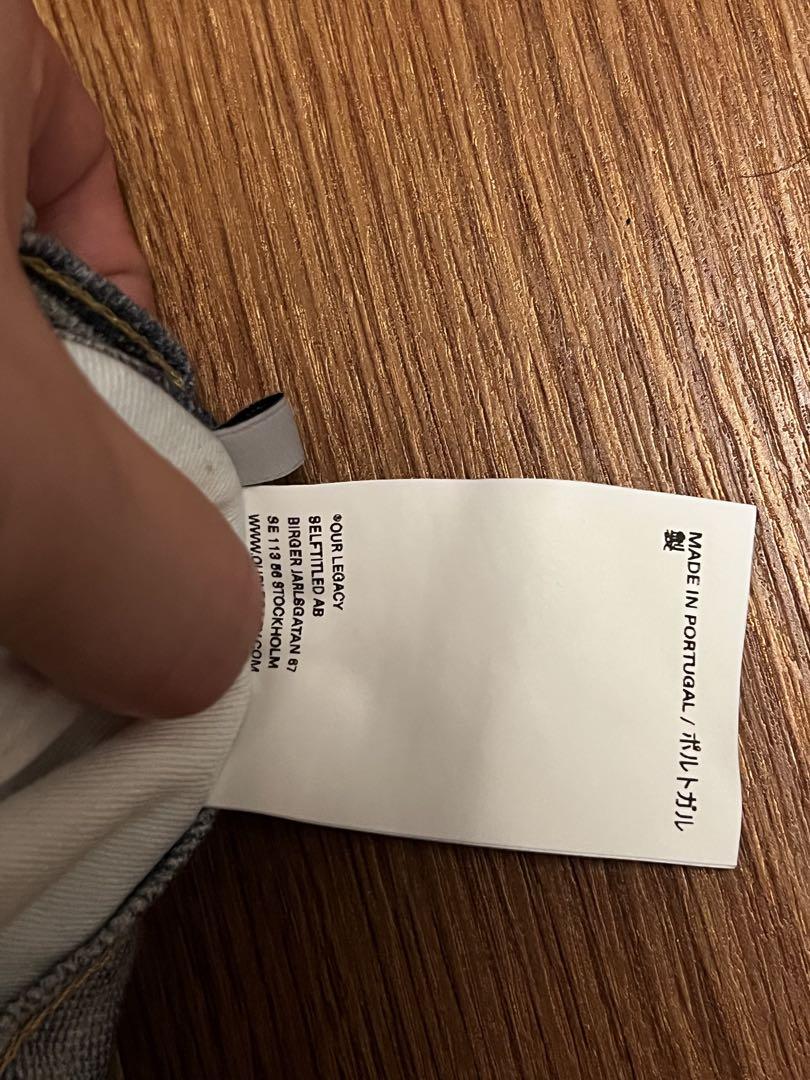 MADE IN PORTUGAL / ポルトガル
製
®OUR LEGACY
SELFTITLED AB
BIRGER JARLSGATAN 67
SE 113 56 STOCKHOLM